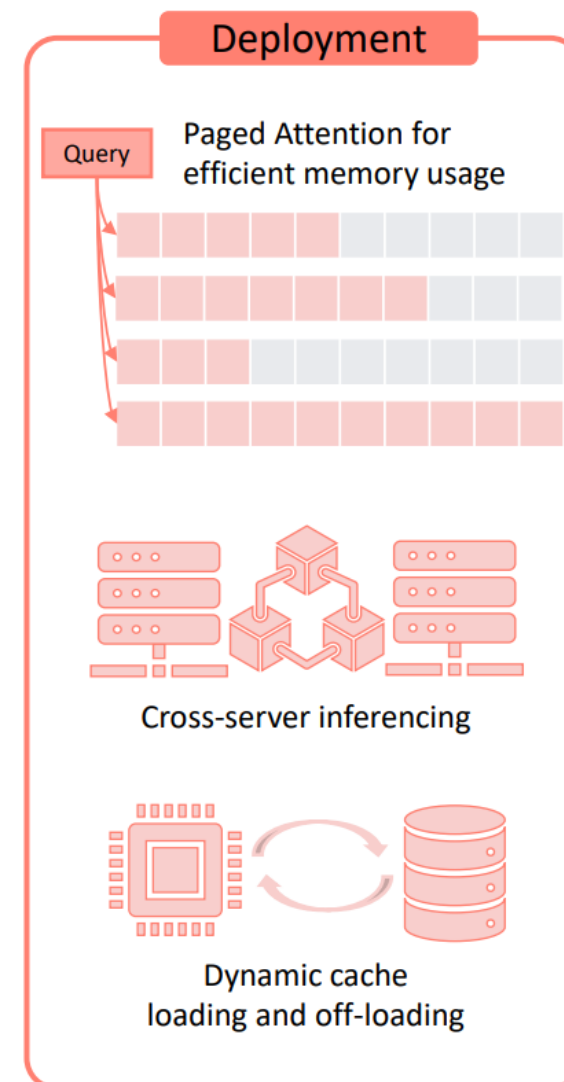 Deployment
Query
Paged Attention for
efficient memory usage
Cross-server inferencing
Dynamic cache
loading and off-loading